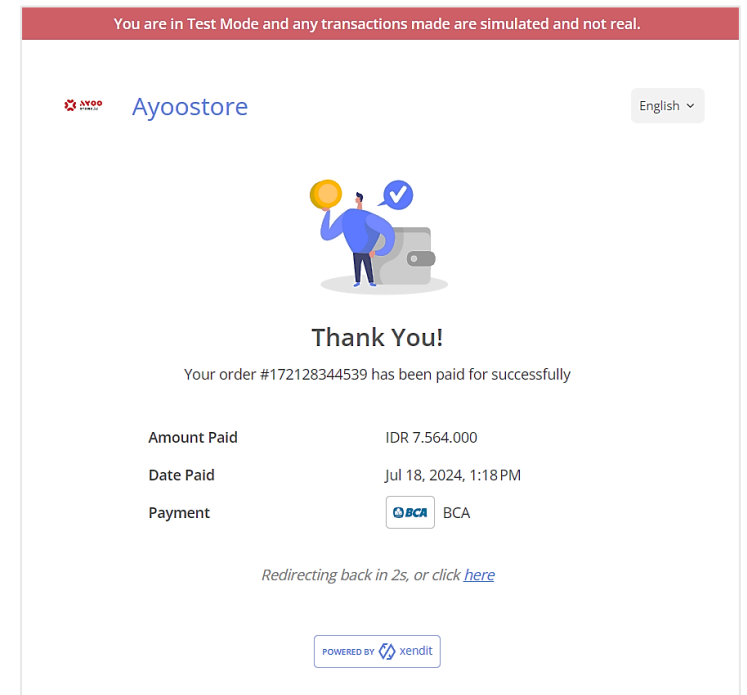 You are in Test Mode and any transactions made are simulated and not real.
AYOO
Ayoostore
English
Thank You!
Your order #172128344539 has been paid for successfully
Amount Paid IDR 7.564.000
Date Paid Jul 18, 2024, 1:18 PM
Payment BCA BCA
Redirecting back in 2s, or click here
POWERED BY xendit